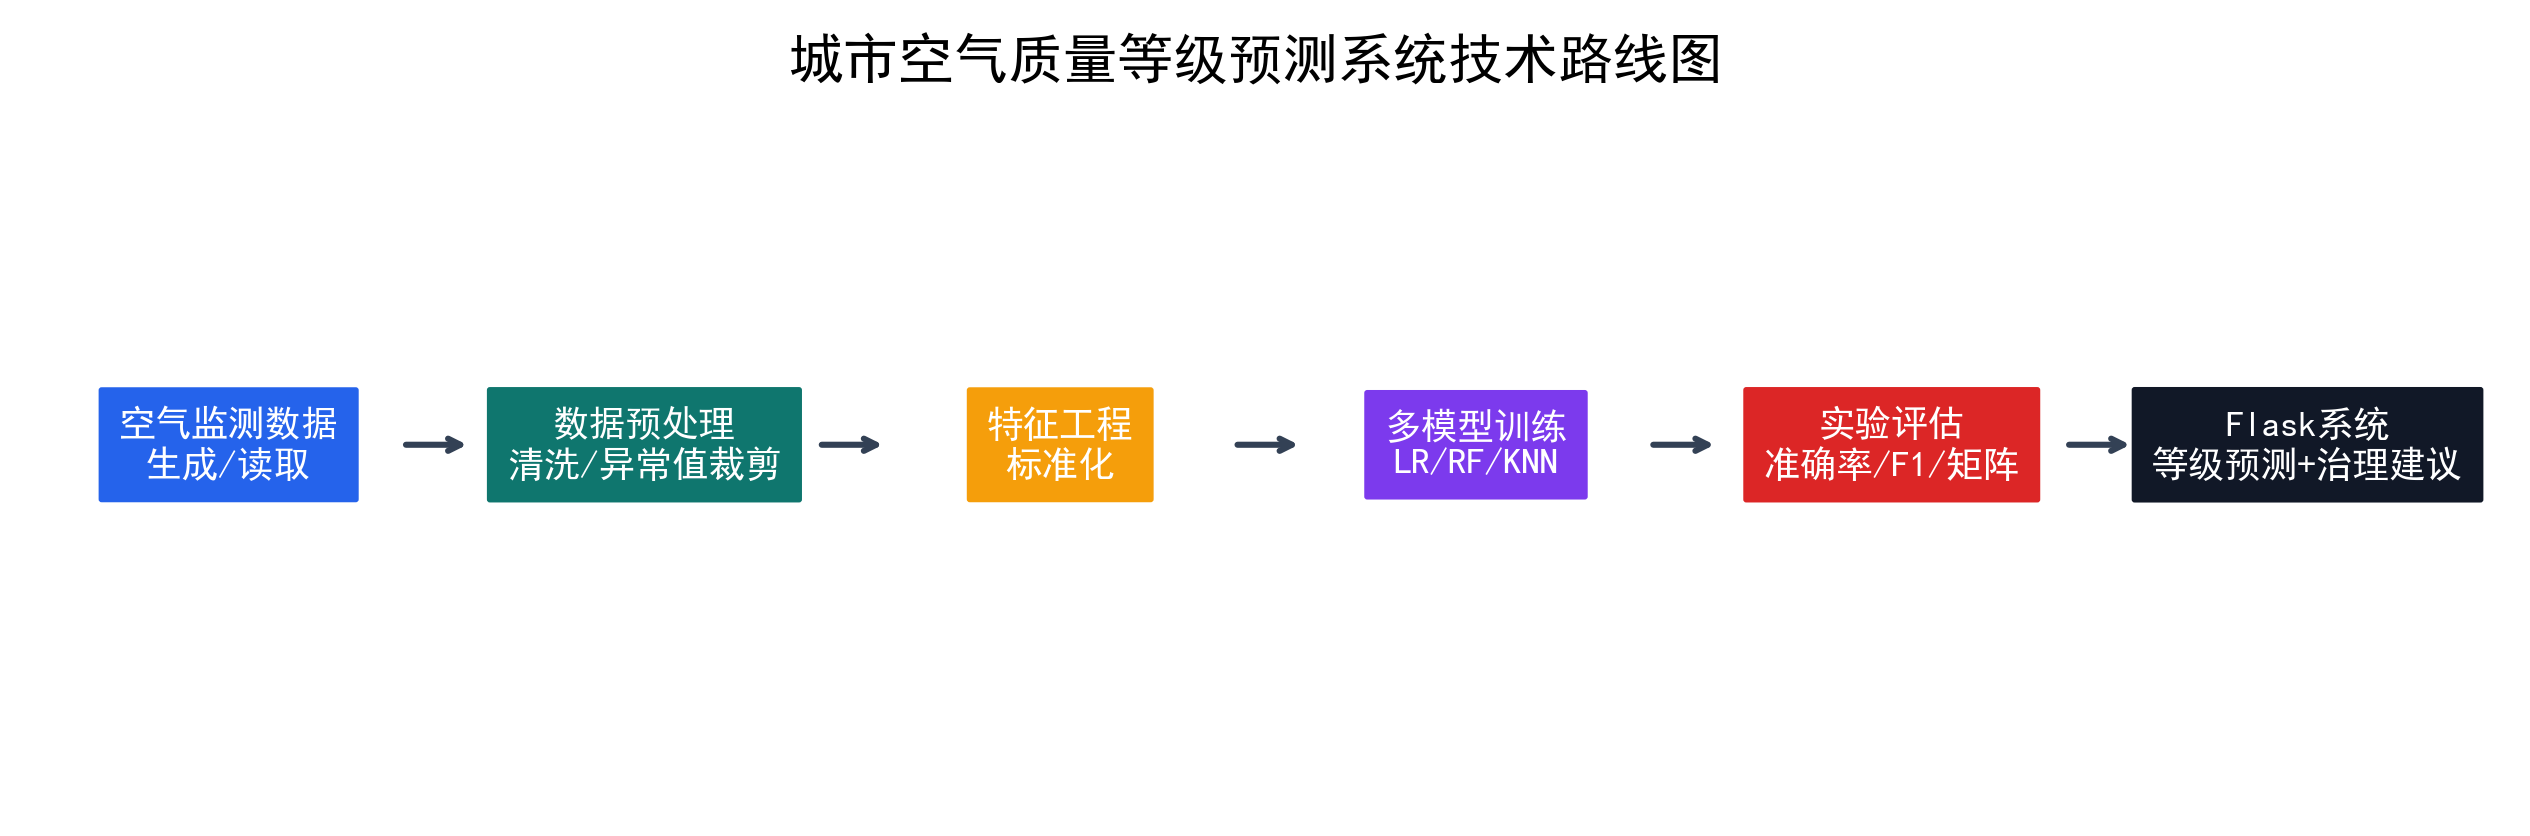 城市空气质量等级预测系统技术路线图
空气监测数据
生成/读取
数据预处理
清洗/异常值裁剪
特征工程
标准化
多模型训练
LR/RF/KNN
实验评估
准确率/F1/矩阵
Flask系统
等级预测+治理建议